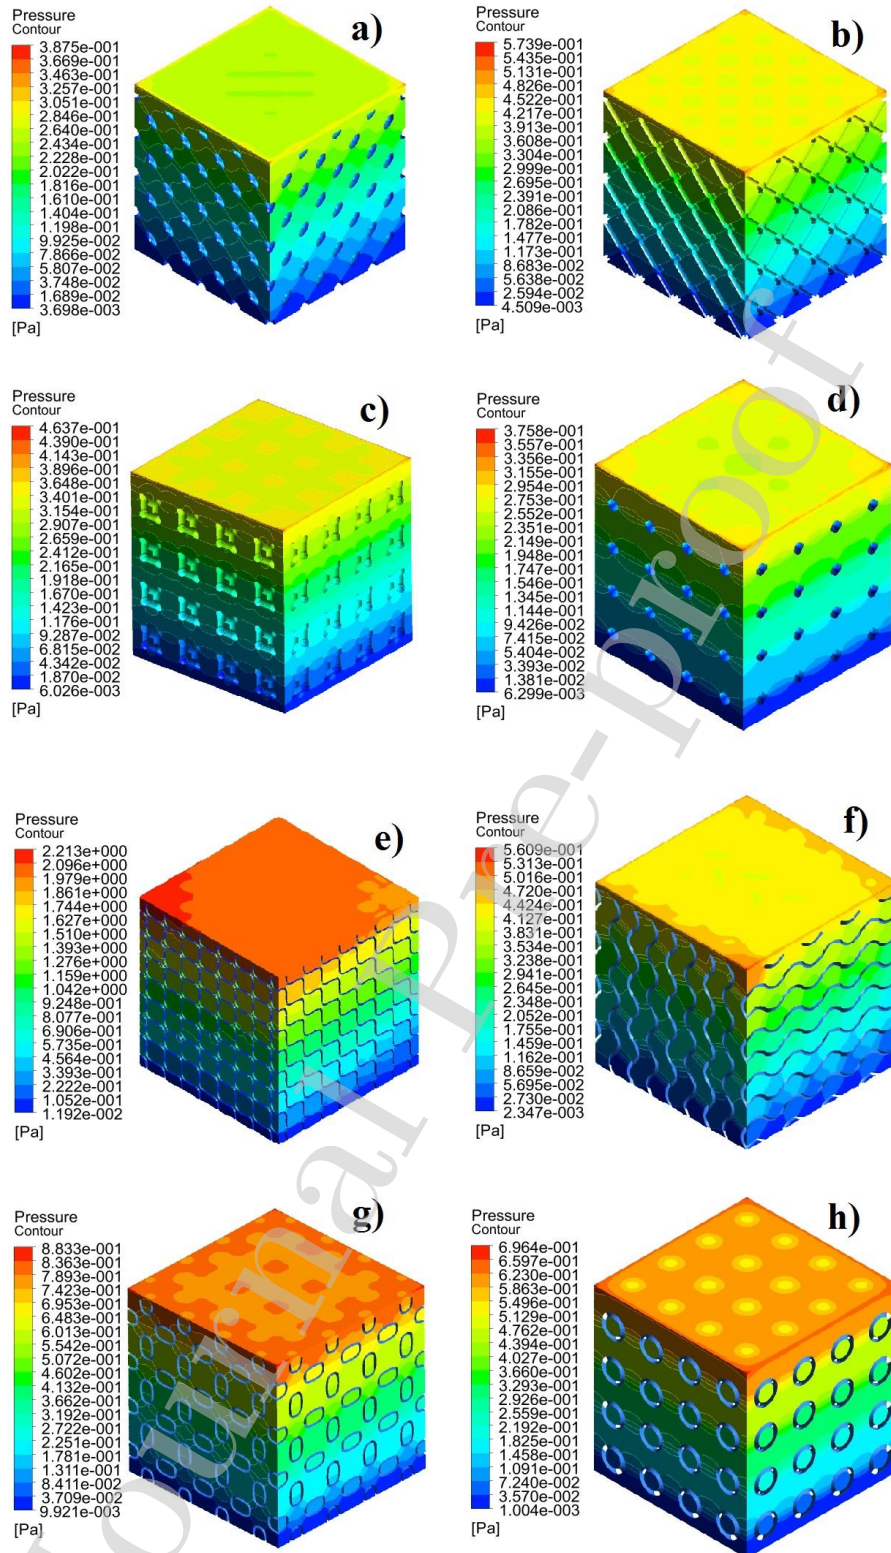 Pressure
Contour
3.875e-001
3.669e-001
3.463e-001
3.257e-001
3.051e-001
2.846e-001
2.640e-001
2.434e-001
2.228e-001
2.022e-001
1.816e-001
1.610e-001
1.404e-001
1.198e-001
9.925e-002
7.866e-002
5.807e-002
3.748e-002
1.689e-002
3.698e-003
[Pa]
a)
Pressure
Contour
5.739e-001
5.435e-001
5.131e-001
4.826e-001
4.522e-001
4.217e-001
3.913e-001
3.608e-001
3.304e-001
2.999e-001
2.695e-001
2.391e-001
2.086e-001
1.782e-001
1.477e-001
1.173e-001
8.683e-002
5.638e-002
2.594e-002
4.509e-003
[Pa]
b)
Pressure
Contour
4.637e-001
4.390e-001
4.143e-001
3.896e-001
3.648e-001
3.401e-001
3.154e-001
2.907e-001
2.659e-001
2.412e-001
2.165e-001
1.918e-001
1.670e-001
1.423e-001
1.176e-001
9.287e-002
6.815e-002
4.342e-002
1.870e-002
6.026e-003
[Pa]
c)
Pressure
Contour
3.758e-001
3.557e-001
3.356e-001
3.155e-001
2.954e-001
2.753e-001
2.552e-001
2.351e-001
2.149e-001
1.948e-001
1.747e-001
1.546e-001
1.345e-001
1.144e-001
9.426e-002
7.415e-002
5.404e-002
3.393e-002
1.381e-002
6.299e-003
[Pa]
d)
Pressure
Contour
2.213e+000
2.096e+000
1.979e+000
1.861e+000
1.744e+000
1.627e+000
1.510e+000
1.393e+000
1.276e+000
1.159e+000
1.042e+000
9.248e-001
8.077e-001
6.906e-001
5.735e-001
4.564e-001
3.393e-001
2.222e-001
1.052e-001
1.192e-002
[Pa]
e)
Pressure
Contour
5.609e-001
5.313e-001
5.016e-001
4.720e-001
4.424e-001
4.127e-001
3.831e-001
3.534e-001
3.238e-001
2.941e-001
2.645e-001
2.348e-001
2.052e-001
1.755e-001
1.459e-001
1.162e-001
8.659e-002
5.695e-002
2.730e-002
2.347e-003
[Pa]
f)
Pressure
Contour
8.833e-001
8.363e-001
7.893e-001
7.423e-001
6.953e-001
6.483e-001
6.013e-001
5.542e-001
5.072e-001
4.602e-001
4.132e-001
3.662e-001
3.192e-001
2.722e-001
2.251e-001
1.781e-001
1.311e-001
8.411e-002
3.709e-002
9.921e-003
[Pa]
g)
Pressure
Contour
6.964e-001
6.597e-001
6.230e-001
5.863e-001
5.496e-001
5.129e-001
4.762e-001
4.394e-001
4.027e-001
3.660e-001
3.293e-001
2.926e-001
2.559e-001
2.192e-001
1.825e-001
1.458e-001
1.091e-001
7.240e-002
3.570e-002
1.004e-003
[Pa]
h)
Journal Pre-proof